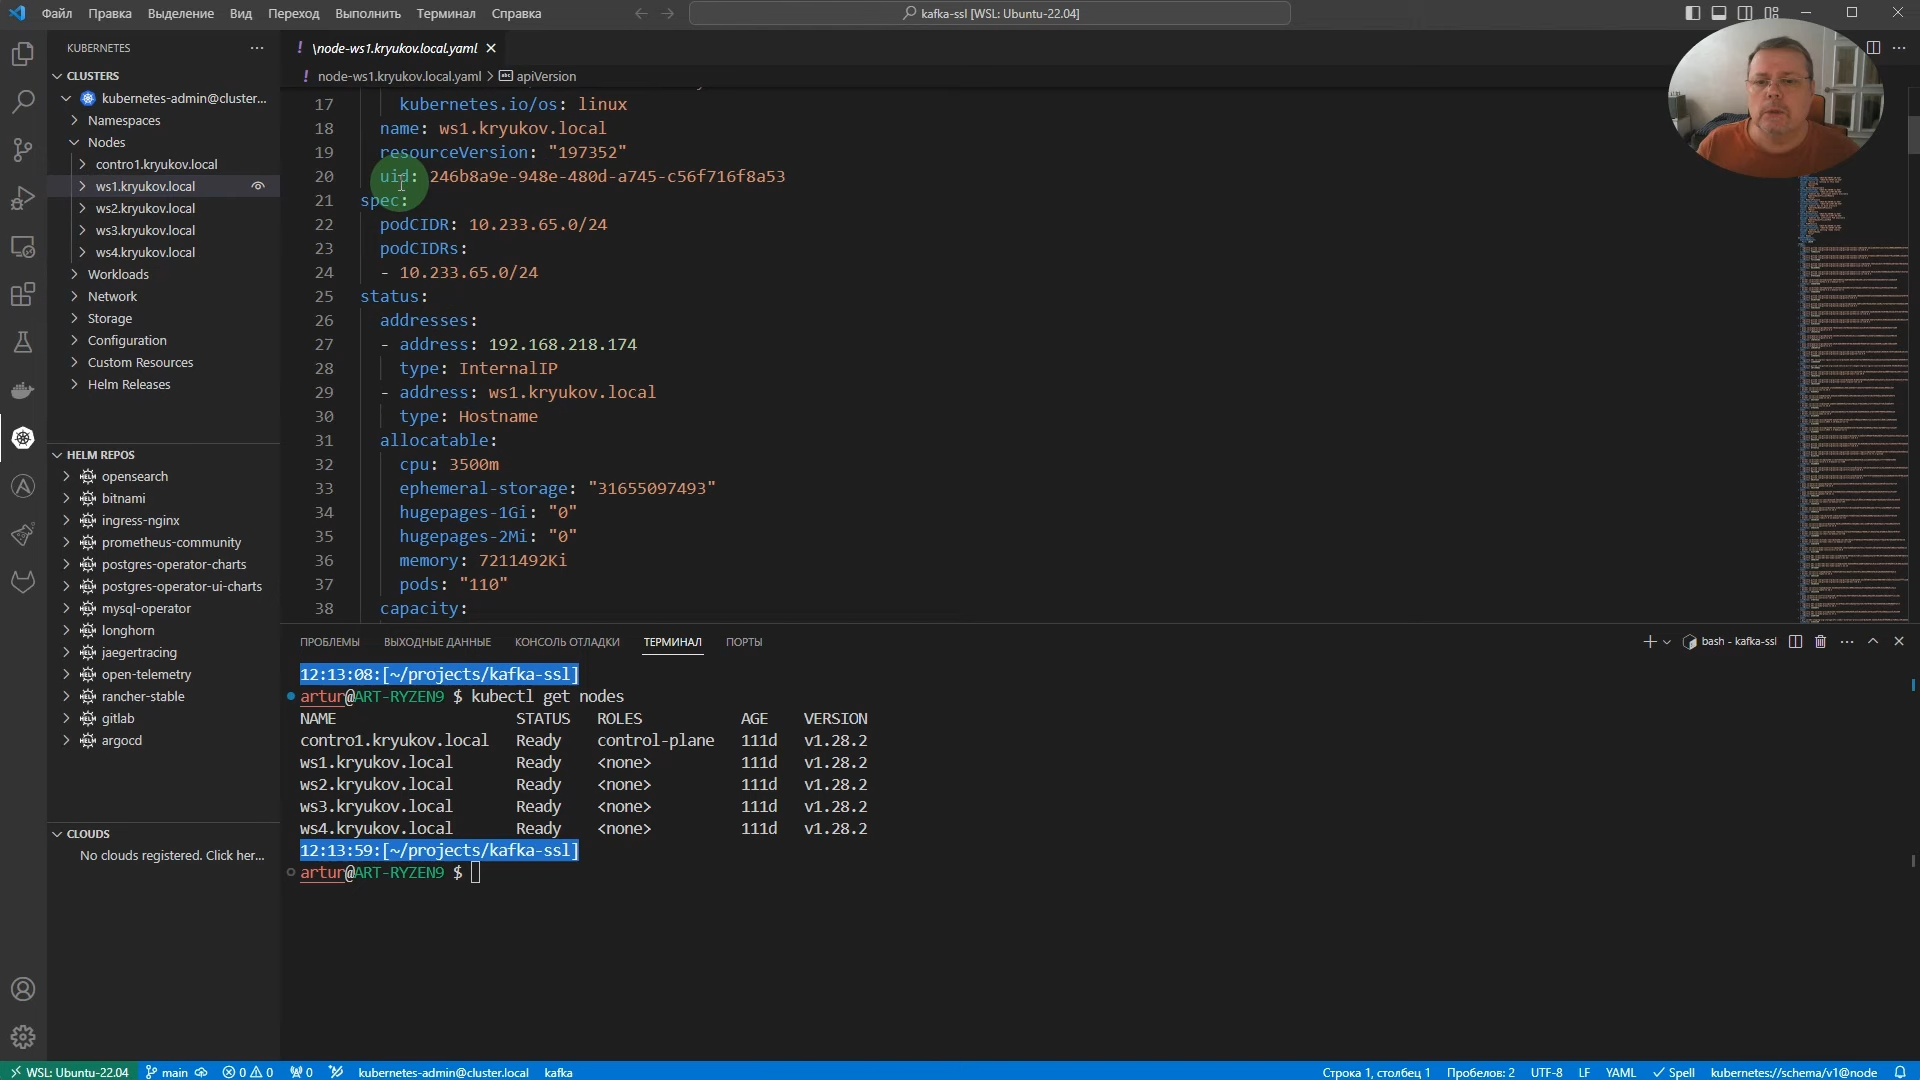 Файл Правка Выделение Вид Переход Выполнить Терминал Справка
kafka-ssl [WSL: Ubuntu-22.04]
KUBERNETES
CLUSTERS
kubernetes-admin@cluster...
Namespaces
Nodes
contro1.kryukov.local
ws1.kryukov.local
ws2.kryukov.local
ws3.kryukov.local
ws4.kryukov.local
Workloads
Network
Storage
Configuration
Custom Resources
Helm Releases
HELM REPOS
opensearch
bitnami
ingress-nginx
prometheus-community
postgres-operator-charts
postgres-operator-ui-charts
mysql-operator
longhorn
jaegertracing
open-telemetry
rancher-stable
gitlab
argocd
CLOUDS
No clouds registered. Click her...
! \node-ws1.kryukov.local.yaml
! node-ws1.kryukov.local.yaml > apiVersion
17 kubernetes.io/os: linux
18 name: ws1.kryukov.local
19 resourceVersion: "197352"
20 uid: 246b8a9e-948e-480d-a745-c56f716f8a53
21 spec:
22 podCIDR: 10.233.65.0/24
23 podCIDRs:
24 - 10.233.65.0/24
25 status:
26 addresses:
27 - address: 192.168.218.174
28 type: InternalIP
29 - address: ws1.kryukov.local
30 type: Hostname
31 allocatable:
32 cpu: 3500m
33 ephemeral-storage: "31655097493"
34 hugepages-1Gi: "0"
35 hugepages-2Mi: "0"
36 memory: 7211492Ki
37 pods: "110"
38 capacity:
ПРОБЛЕМЫ ВЫХОДНЫЕ ДАННЫЕ КОНСОЛЬ ОТЛАДКИ ТЕРМИНАЛ ПОРТЫ
bash - kafka-ssl
12:13:08:[~/projects/kafka-ssl]
artur@ART-RYZEN9 $ kubectl get nodes
NAME STATUS ROLES AGE VERSION
contro1.kryukov.local Ready control-plane 111d v1.28.2
ws1.kryukov.local Ready <none> 111d v1.28.2
ws2.kryukov.local Ready <none> 111d v1.28.2
ws3.kryukov.local Ready <none> 111d v1.28.2
ws4.kryukov.local Ready <none> 111d v1.28.2
12:13:59:[~/projects/kafka-ssl]
artur@ART-RYZEN9 $
WSL: Ubuntu-22.04 main 0 0 0 kubernetes-admin@cluster.local kafka
Строка 1, столбец 1 Пробелов: 2 UTF-8 LF YAML Spell kubernetes://schema/v1@node